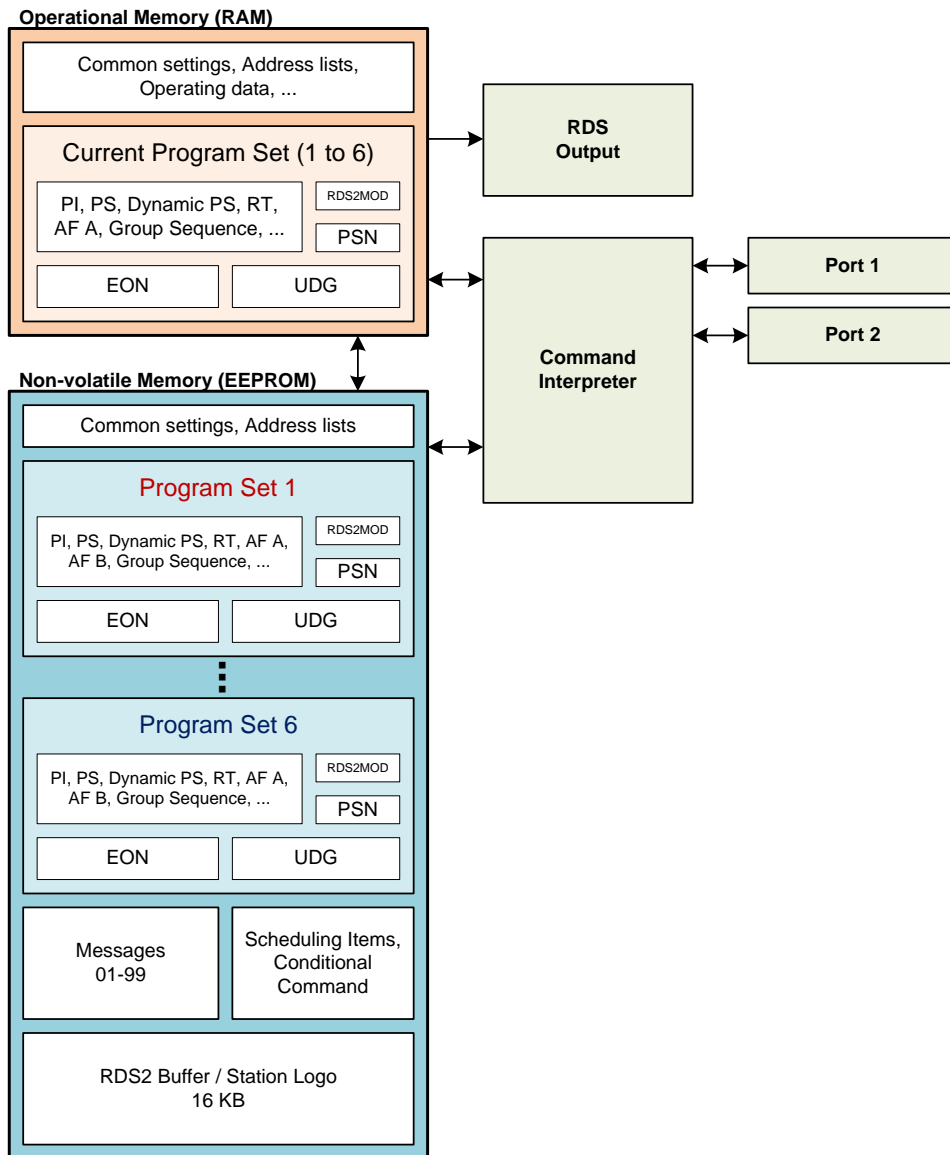 Operational Memory (RAM)
Common settings, Address lists,
Operating data, ...
Current Program Set (1 to 6)
PI, PS, Dynamic PS, RT,
AF A, Group Sequence, ...
RDS2MOD
PSN
EON
UDG
RDS
Output
Command
Interpreter
Port 1
Port 2
Non-volatile Memory (EEPROM)
Common settings, Address lists
Program Set 1
PI, PS, Dynamic PS, RT, AF A,
AF B, Group Sequence, ...
RDS2MOD
PSN
EON
UDG
Program Set 6
PI, PS, Dynamic PS, RT, AF A,
AF B, Group Sequence, ...
RDS2MOD
PSN
EON
UDG
Messages
01-99
Scheduling Items,
Conditional
Command
RDS2 Buffer / Station Logo
16 KB